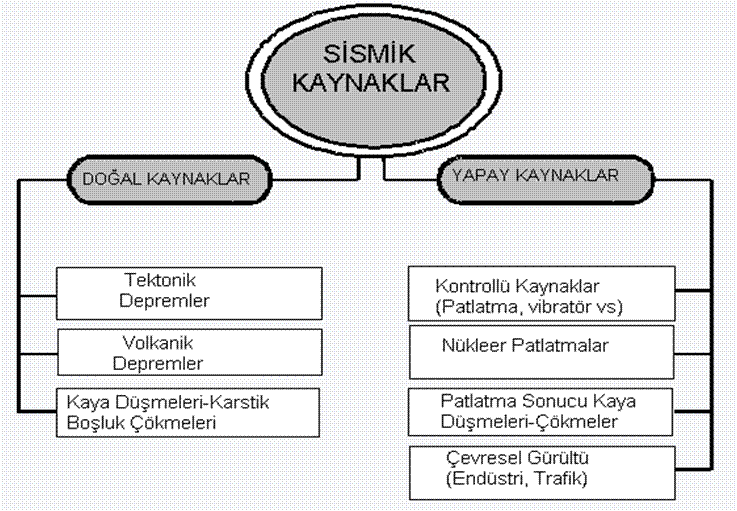 SİSMİK
KAYNAKLAR
DOĞAL KAYNAKLAR
YAPAY KAYNAKLAR
Tektonik
Depremler
Volkanik
Depremler
Kaya Düşmeleri-Karstik
Boşluk Çökmeleri
Kontrollü Kaynaklar
(Patlatma, vibratör vs)
Nükleer Patlatmalar
Patlatma Sonucu Kaya
Düşmeleri-Çökmeler
Çevresel Gürültü
(Endüstri, Trafik)